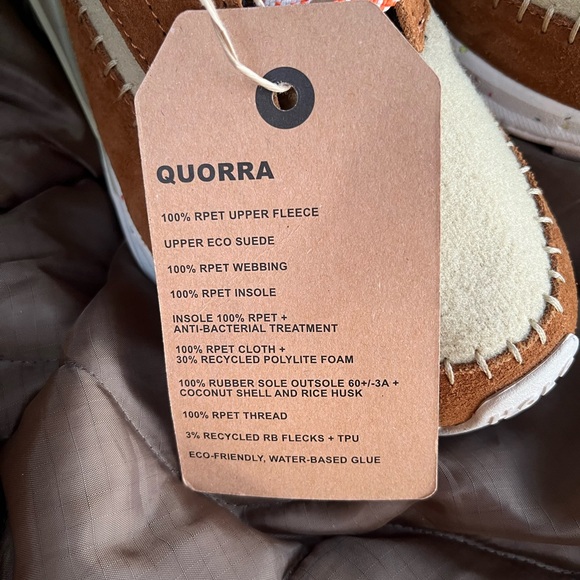 QUORRA
100% RPET UPPER FLEECE
UPPER ECO SUEDE
100% RPET WEBBING
100% RPET INSOLE
INSOLE 100% RPET +
ANTI-BACTERIAL TREATMENT
100% RPET CLOTH +
30% RECYCLED POLYLITE FOAM
100% RUBBER SOLE OUTSOLE 60+/-3A +
COCONUT SHELL AND RICE HUSK
100% RPET THREAD
3% RECYCLED RB FLECKS + TPU
ECO-FRIENDLY, WATER-BASED GLUE